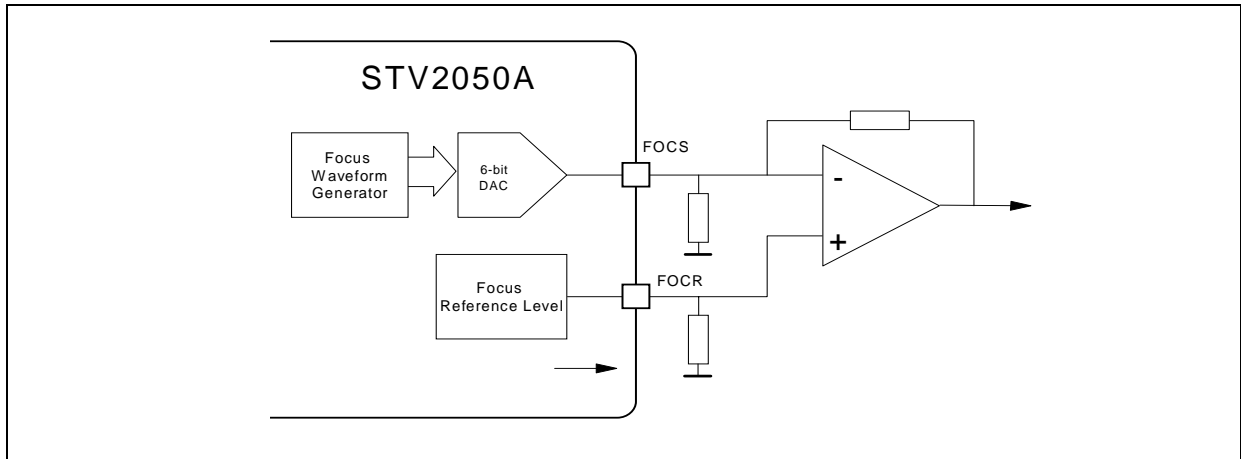 STV2050A
Focus
Waveform
Generator
6-bit
DAC
FOCS
-
+
Focus
Reference Level
FOCR